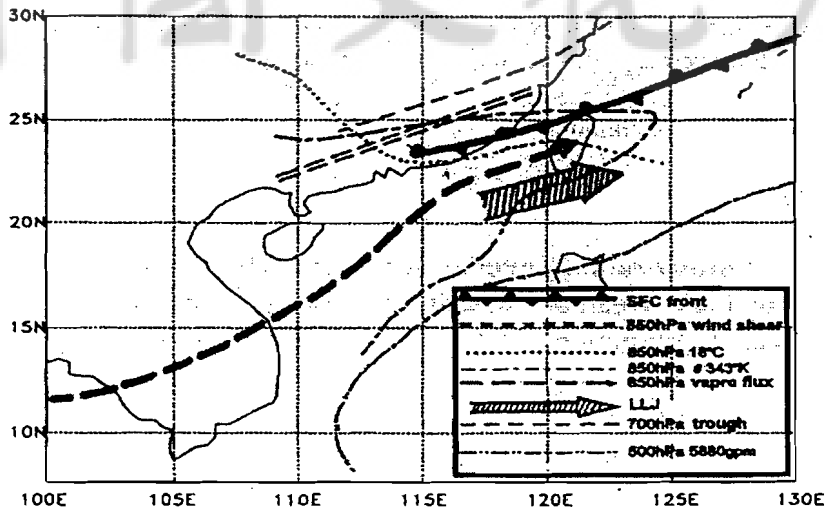 30N
25N
20N
15N
10N
100E 105E 110E 115E 120E 125E 130E
SFC front
850hPa wind shear
850hPa 18°C
850hPa 343°K
850hPa vapro flux
LLJ
700hPa trough
500hPa 5880gpm